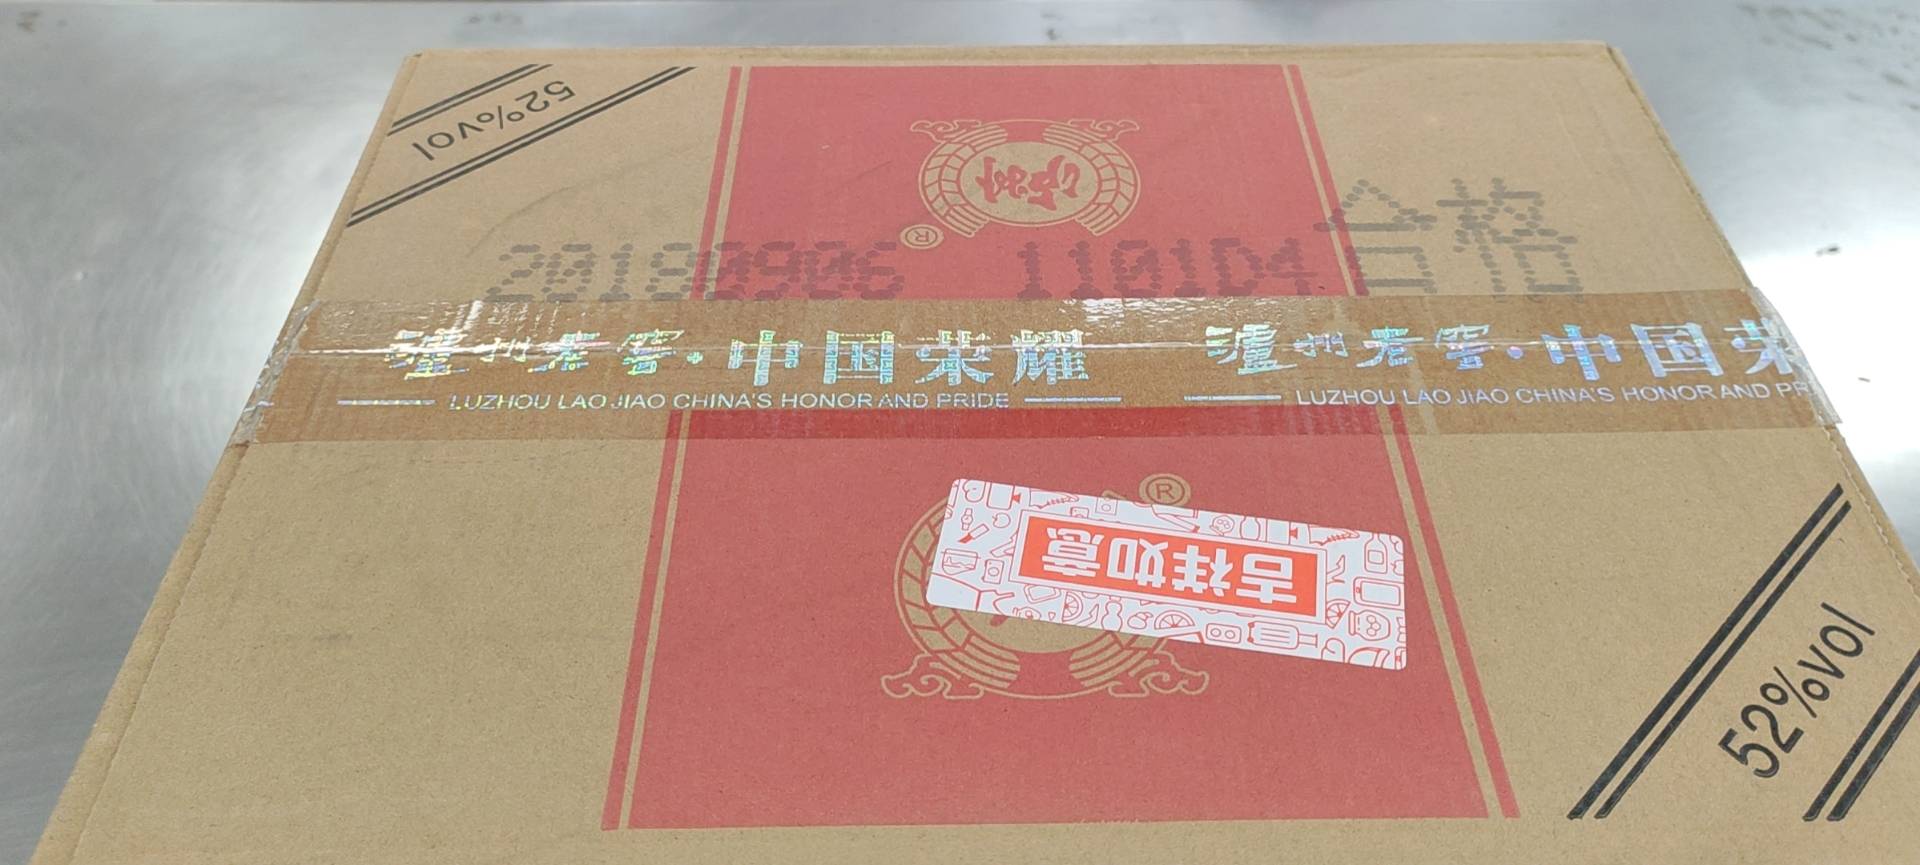 52%vol
®
20180906 1101D4 合格
泸州老窖·中国荣耀 泸州老窖·中国荣
LUZHOU LAO JIAO CHINA'S HONOR AND PRIDE LUZHOU LAO JIAO CHINA'S HONOR AND PR
®
吉祥如意
52%vol